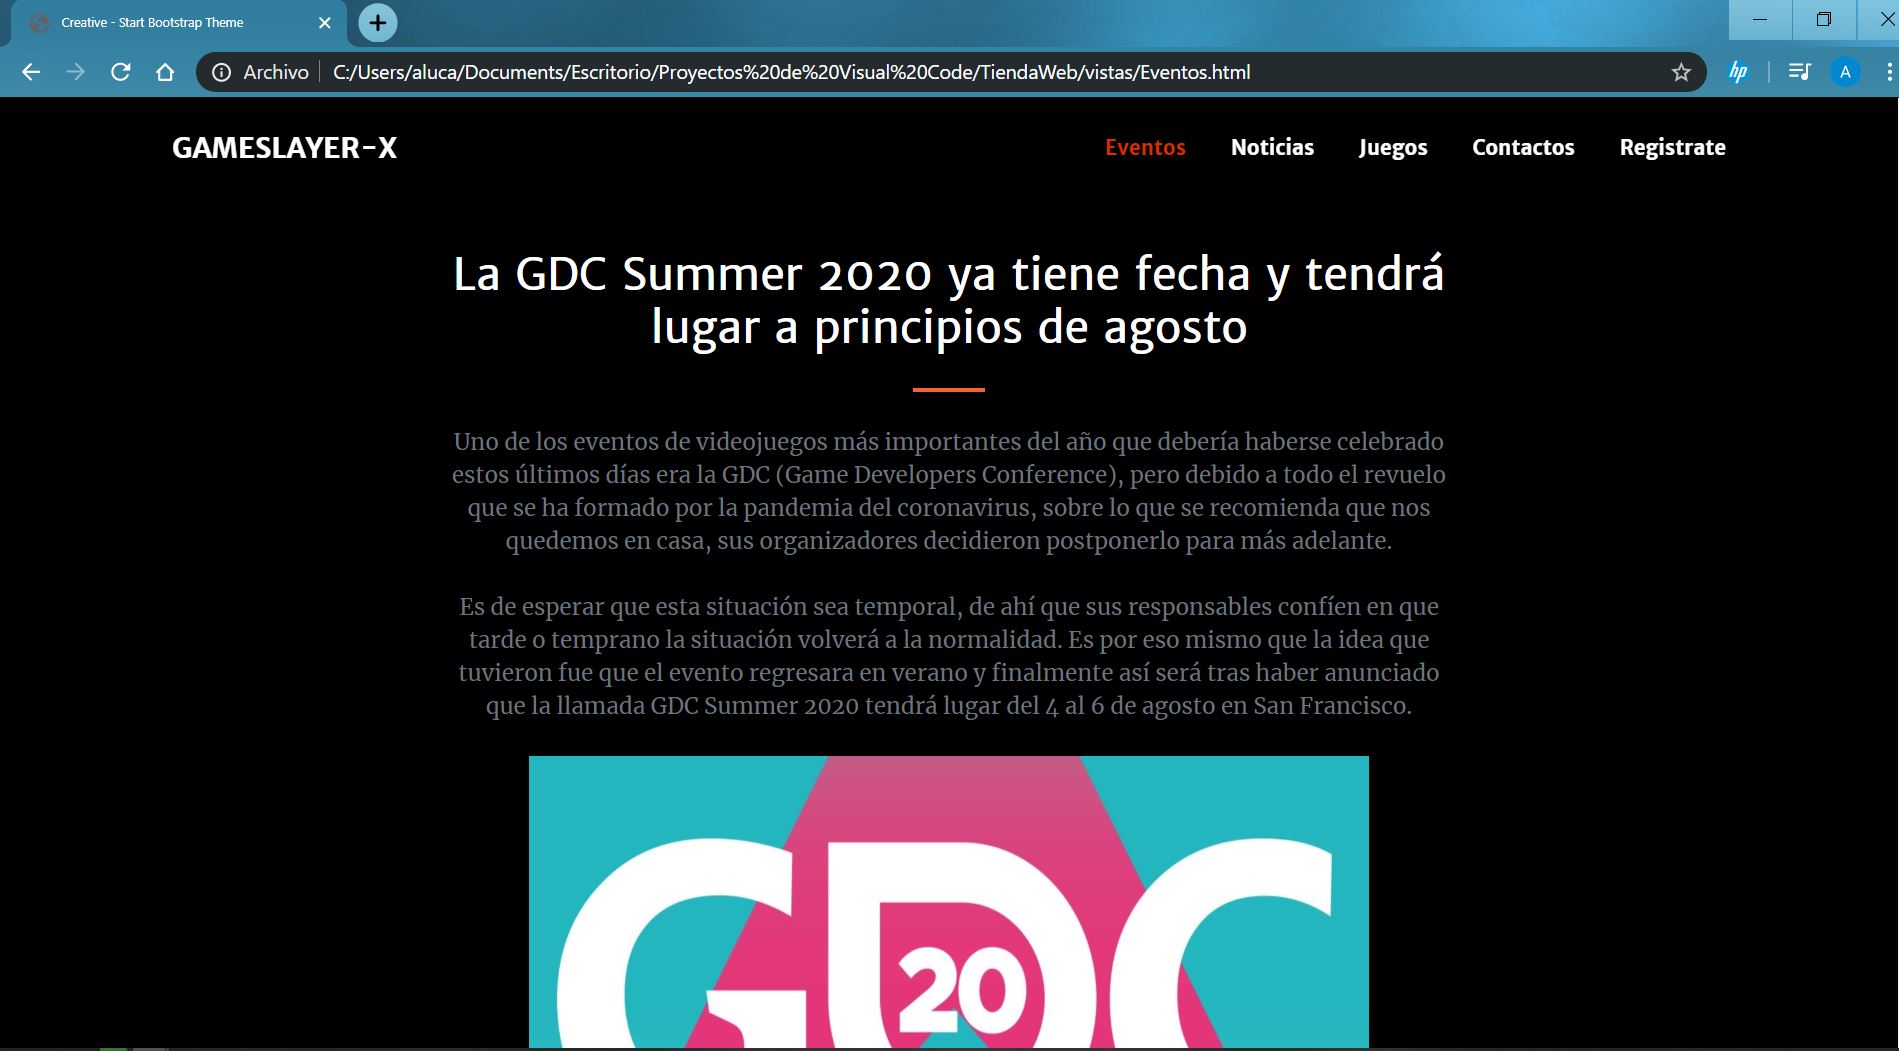 Creative - Start Bootstrap Theme
Archivo C:/Users/aluca/Documents/Escritorio/Proyectos%20de%20Visual%20Code/TiendaWeb/vistas/Eventos.html
hp
A
GAMESLAYER-X
Eventos Noticias Juegos Contactos Registrate
La GDC Summer 2020 ya tiene fecha y tendrá
lugar a principios de agosto
Uno de los eventos de videojuegos más importantes del año que debería haberse celebrado
estos últimos días era la GDC (Game Developers Conference), pero debido a todo el revuelo
que se ha formado por la pandemia del coronavirus, sobre lo que se recomienda que nos
quedemos en casa, sus organizadores decidieron postponerlo para más adelante.
Es de esperar que esta situación sea temporal, de ahí que sus responsables confíen en que
tarde o temprano la situación volverá a la normalidad. Es por eso mismo que la idea que
tuvieron fue que el evento regresara en verano y finalmente así será tras haber anunciado
que la llamada GDC Summer 2020 tendrá lugar del 4 al 6 de agosto en San Francisco.
GDC
20